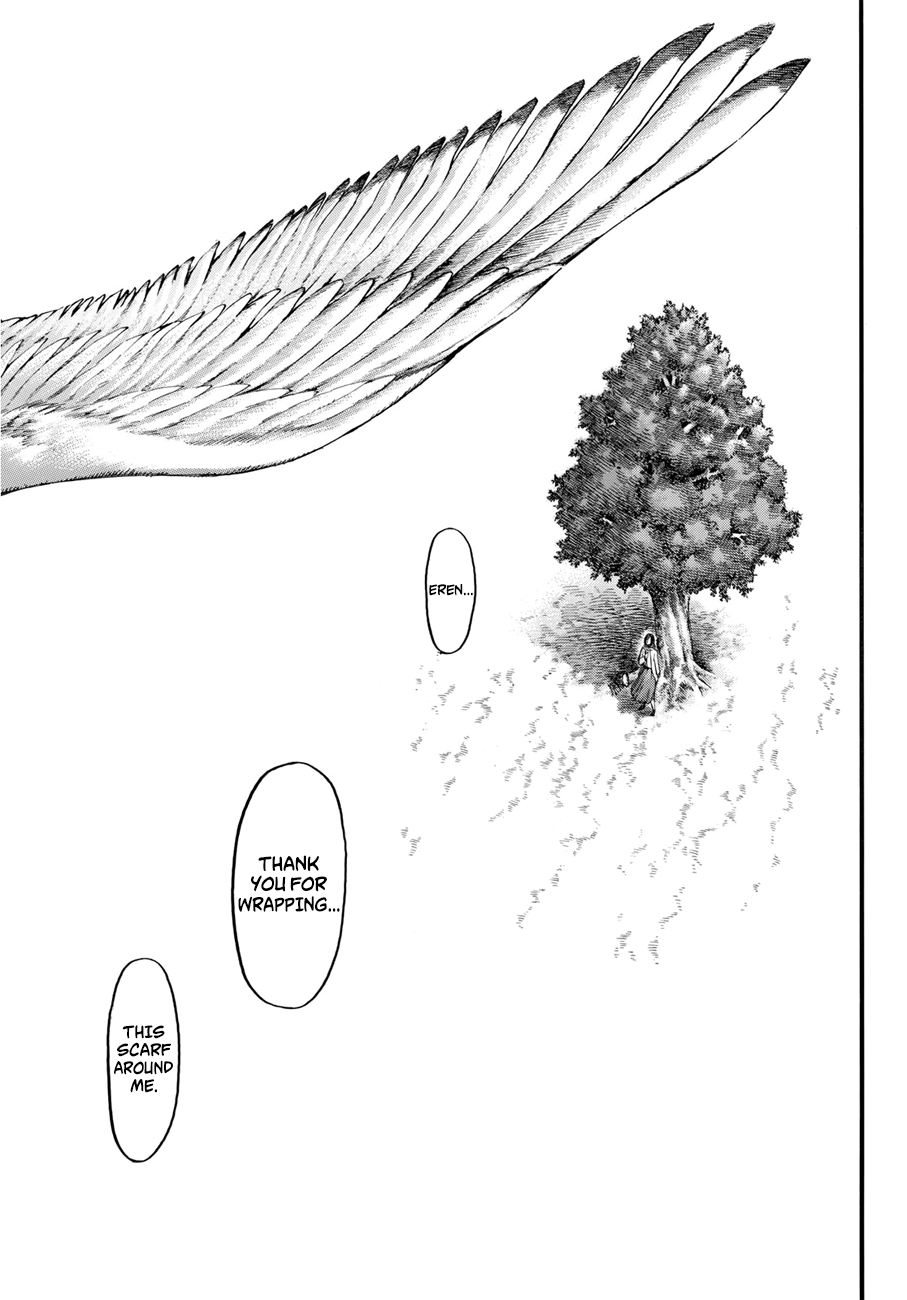 EREN...
THANK
YOU FOR
WRAPPING...
THIS
SCARF
AROUND
ME.